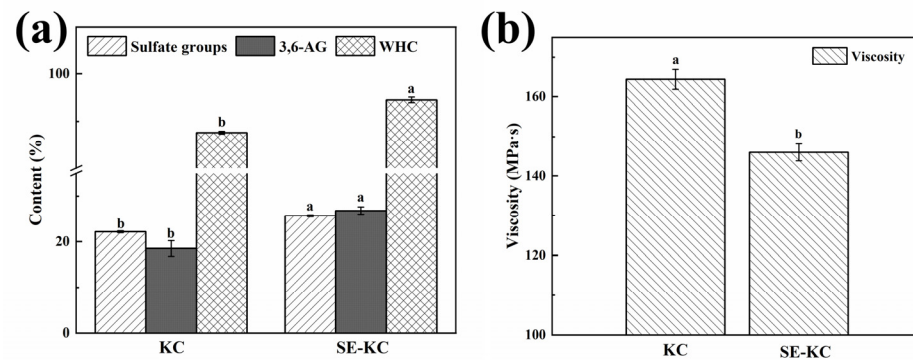 (a)
Sulfate groups 3,6-AG WHC
100
a
b
Content (%)
a a
b
b
20
0
KC SE-KC
(b)
Viscosity
a
160
b
Viscosity (MPa·s)
140
120
100
KC SE-KC